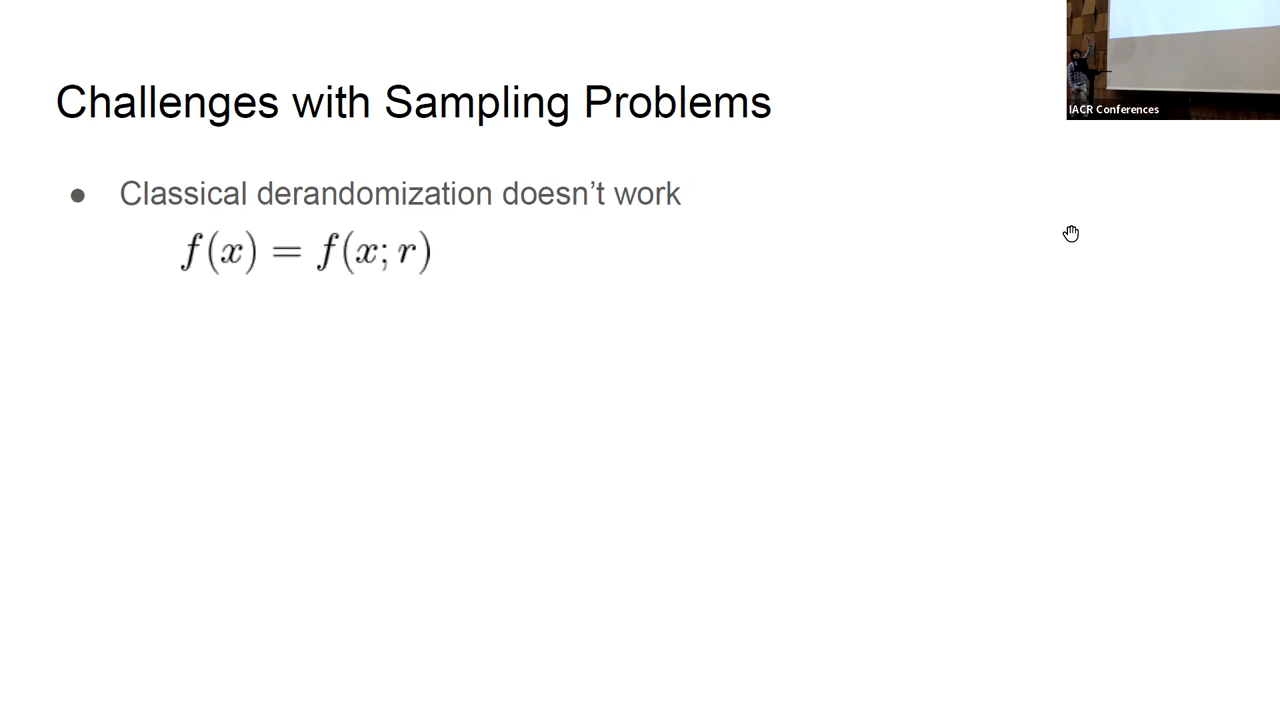 Challenges with Sampling Problems
● Classical derandomization doesn’t work
f(x) = f(x; r)
IACR Conferences